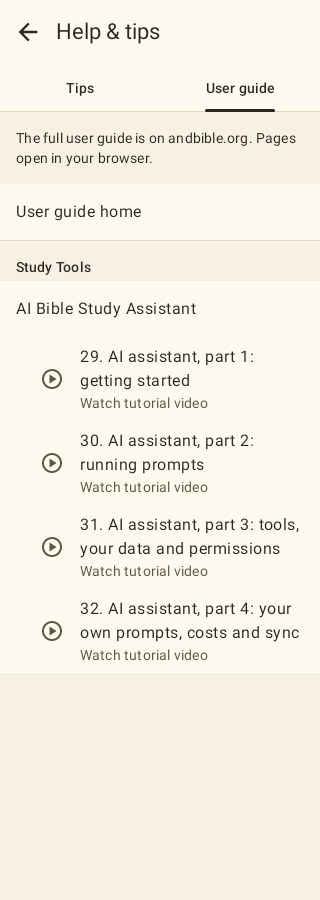 Help & tips
Tips
User guide
The full user guide is on andbible.org. Pages
open in your browser.
User guide home
Study Tools
AI Bible Study Assistant
29. AI assistant, part 1:
getting started
Watch tutorial video
30. AI assistant, part 2:
running prompts
Watch tutorial video
31. AI assistant, part 3: tools,
your data and permissions
Watch tutorial video
32. AI assistant, part 4: your
own prompts, costs and sync
Watch tutorial video